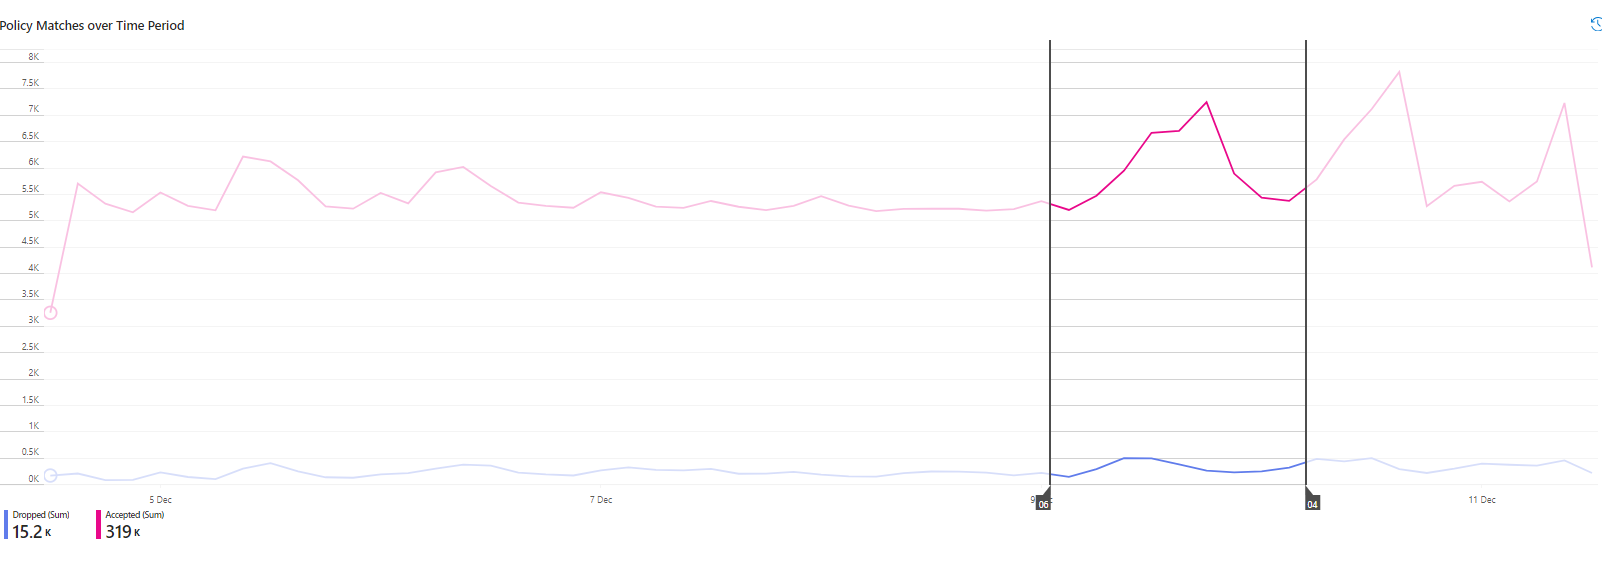 Policy Matches over Time Period
8K
7.5K
7K
6.5K
6K
5.5K
5K
4.5K
4K
3.5K
3K
2.5K
2K
1.5K
1K
0.5K
0K
5 Dec
7 Dec
11 Dec
06
04
Dropped (Sum)
Accepted (Sum)
15.2 K
319 K